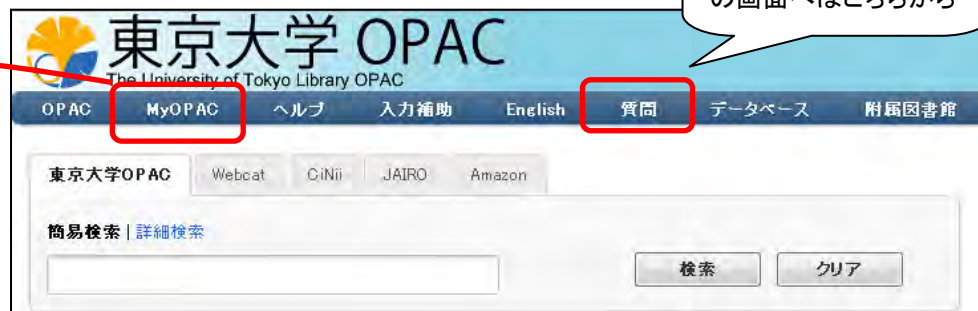 の画面へはこちらから
東京大学 OPAC
The University of Tokyo Library OPAC
OPAC MyOPAC ヘルプ 入力補助 English 質問 データベース 附属図書館
東京大学OPAC Webcat CiNii JAIRO Amazon
簡易検索 | 詳細検索
検索 クリア